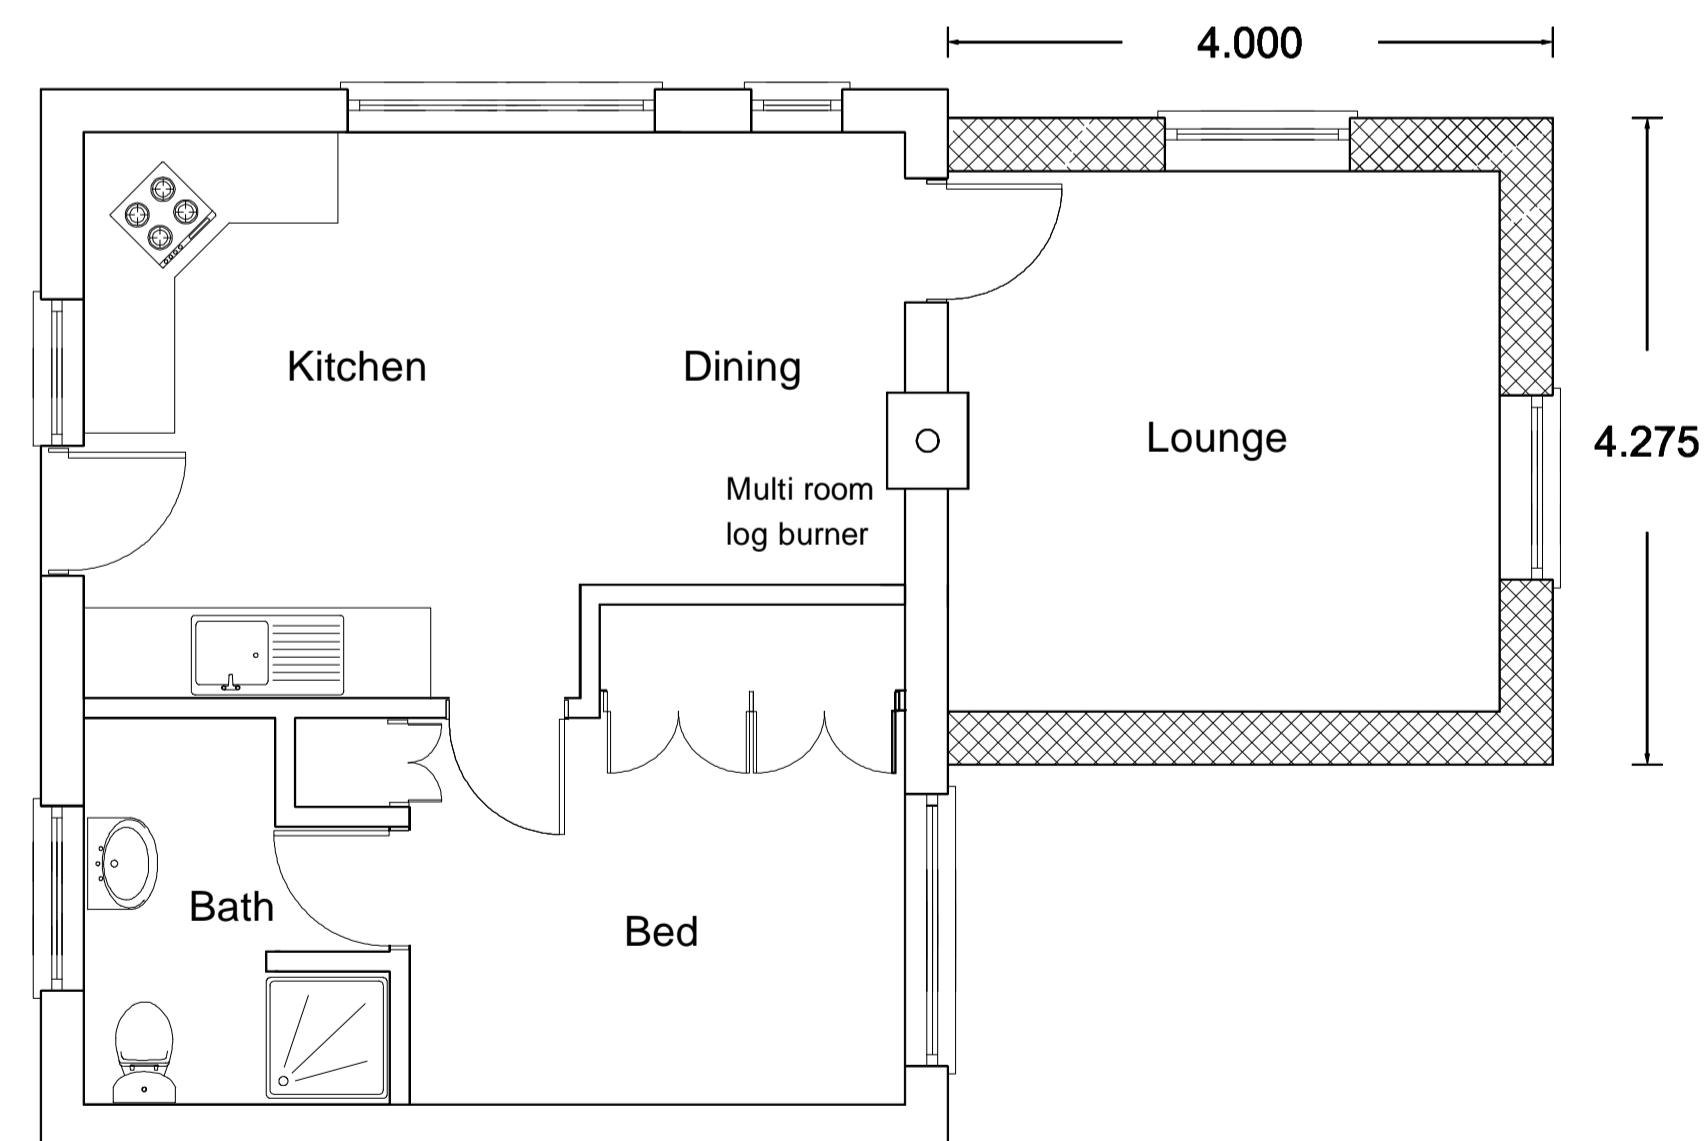 4.000
Kitchen
Dining
Lounge
4.275
Multi room
log burner
Bath
Bed